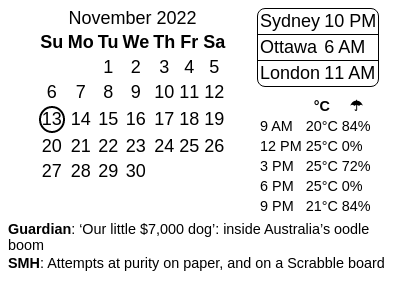 November 2022
Su Mo Tu We Th Fr Sa
1 2 3 4 5
6 7 8 9 10 11 12
13 14 15 16 17 18 19
20 21 22 23 24 25 26
27 28 29 30
Sydney 10 PM
Ottawa 6 AM
London 11 AM
°C ☂
9 AM 20°C 84%
12 PM 25°C 0%
3 PM 25°C 72%
6 PM 25°C 0%
9 PM 21°C 84%
Guardian: ‘Our little $7,000 dog’: inside Australia’s oodle
boom
SMH: Attempts at purity on paper, and on a Scrabble board